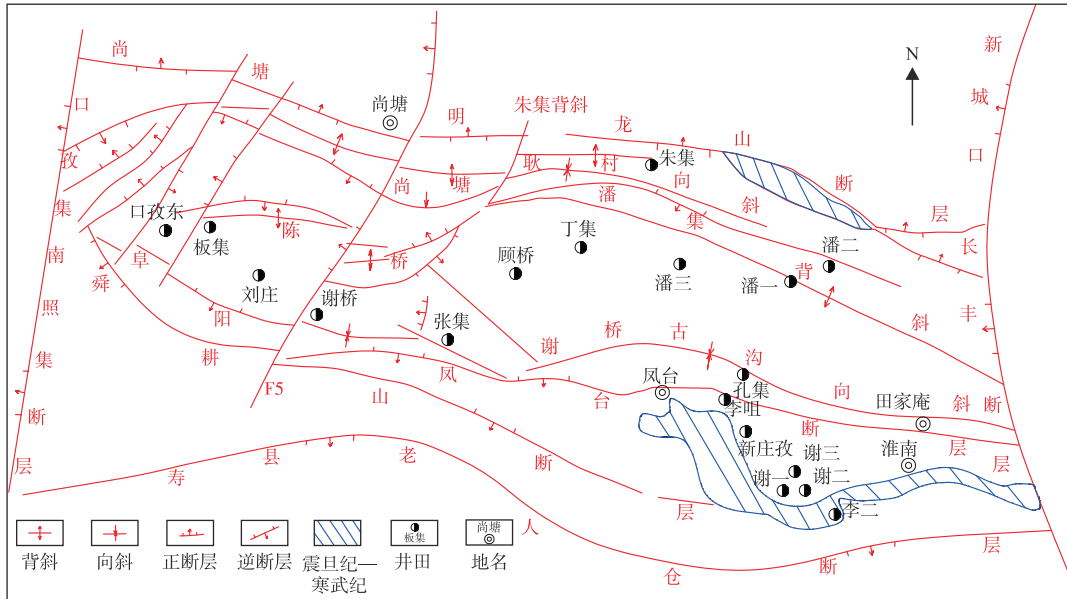 尚塘明龙山断层
口孜集南照集断层
新城口长丰断层
N
朱集背斜
尚塘
尚塘耿村向斜
朱集
陈桥潘集背斜
口孜东
板集
刘庄
谢桥
张集
顾桥
丁集
潘三
潘一
潘二
谢桥古沟向斜
阜阳凤台断层
舜耕山断层
F5
凤台
孔集
李咀
新庄孜
谢三
谢一
谢二
李二
田家庵
淮南
寿县老人仓断层
背斜
向斜
正断层
逆断层
震旦纪—
寒武纪
板集
井田
尚塘
地名